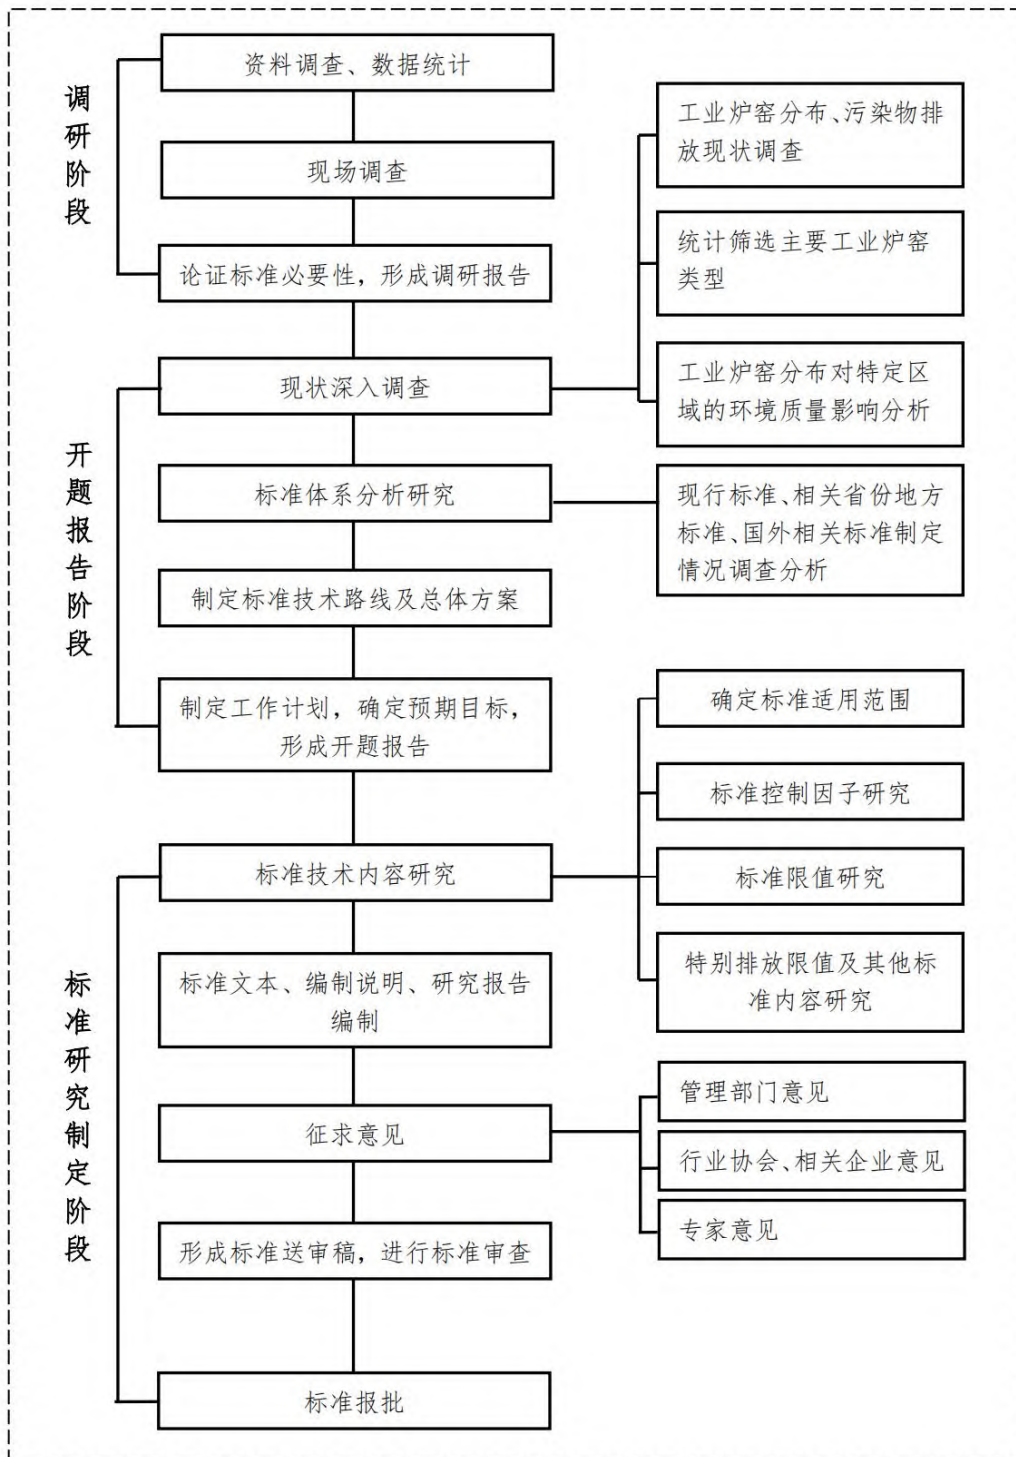 调研阶段
资料调查、数据统计
现场调查
论证标准必要性，形成调研报告
开题报告阶段
现状深入调查
工业炉窑分布、污染物排
放现状调查
统计筛选主要工业炉窑
类型
工业炉窑分布对特定区
域的环境质量影响分析
标准体系分析研究
现行标准、相关省份地方
标准、国外相关标准制定
情况调查分析
制定标准技术路线及总体方案
制定工作计划，确定预期目标，
形成开题报告
标准研究制定阶段
标准技术内容研究
确定标准适用范围
标准控制因子研究
标准限值研究
特别排放限值及其他标
准内容研究
标准文本、编制说明、研究报告
编制
征求意见
管理部门意见
行业协会、相关企业意见
专家意见
形成标准送审稿，进行标准审查
标准报批